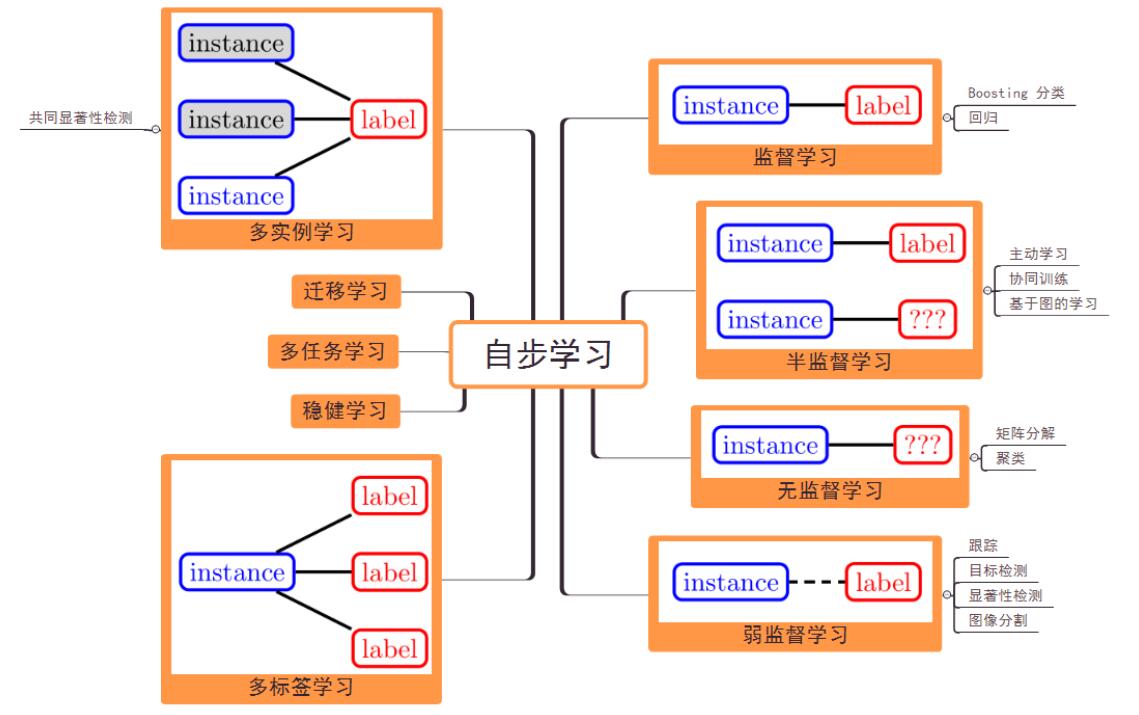 自步学习
instance
instance
label
instance
多实例学习
共同显著性检测
迁移学习
多任务学习
稳健学习
label
instance
label
label
多标签学习
instance label
监督学习
Boosting 分类
回归
instance label
instance ???
半监督学习
主动学习
协同训练
基于图的学习
instance ???
无监督学习
矩阵分解
聚类
instance label
弱监督学习
跟踪
目标检测
显著性检测
图像分割